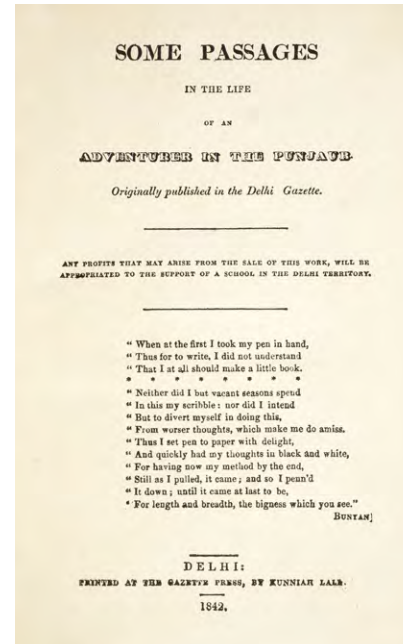 SOME PASSAGES
IN THE LIFE
OF AN
ADVENTURER IN THE PUNJAUB.
Originally published in the Delhi Gazette.
ANY PROFITS THAT MAY ARISE FROM THE SALE OF THIS WORK, WILL BE
APPROPRIATED TO THE SUPPORT OF A SCHOOL IN THE DELHI TERRITORY.
" When at the first I took my pen in hand,
" Thus for to write, I did not understand
" That I at all should make a little book.
* * * * * * * *
" Neither did I but vacant seasons spend
" In this my scribble: nor did I intend
" But to divert myself in doing this,
" From worser thoughts, which make me do amiss.
" Thus I set pen to paper with delight,
" And quickly had my thoughts in black and white,
" For having now my method by the end,
" Still as I pulled, it came; and so I penn'd
" It down; until it came at last to be,
" For length and breadth, the bigness which you see."
BUNYAN]
DELHI:
PRINTED AT THE GAZETTE PRESS, BY KUNNIAH LALL.
1842.